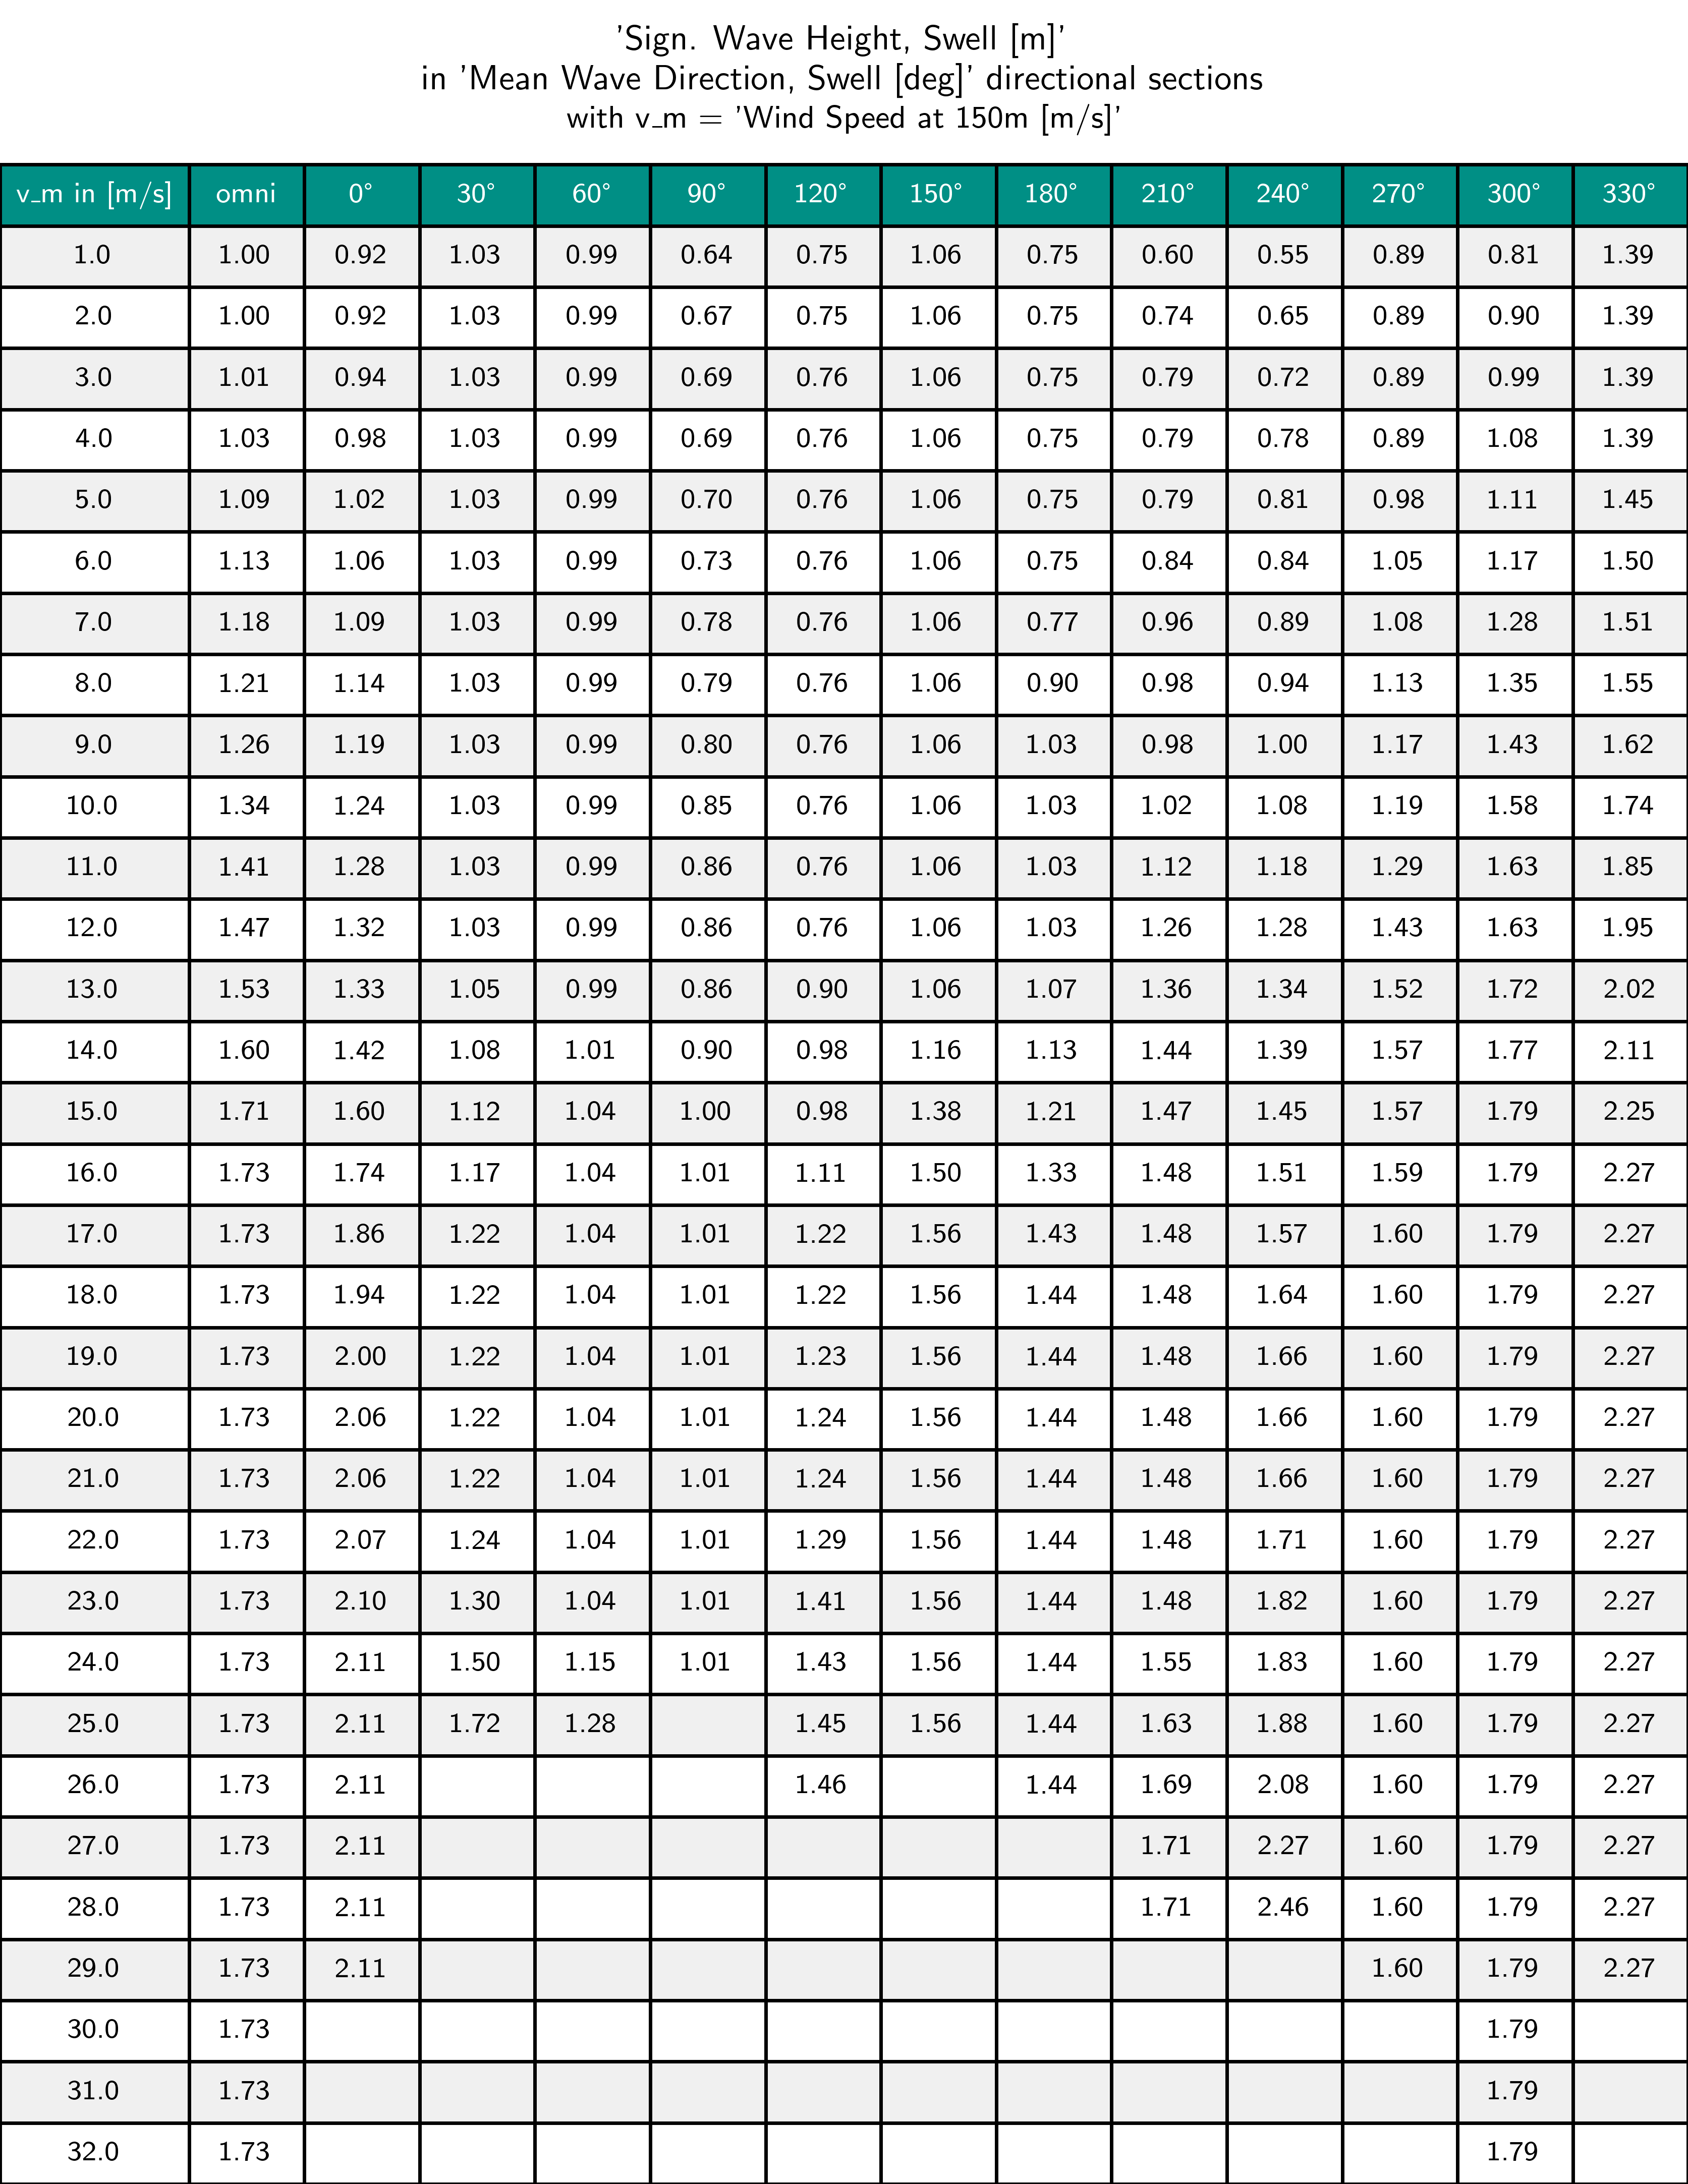 'Sign. Wave Height, Swell [m]'
in 'Mean Wave Direction, Swell [deg]' directional sections
with v_m = 'Wind Speed at 150m [m/s]'
v_m in [m/s] omni 0° 30° 60° 90° 120° 150° 180° 210° 240° 270° 300° 330°
1.0 1.00 0.92 1.03 0.99 0.64 0.75 1.06 0.75 0.60 0.55 0.89 0.81 1.39
2.0 1.00 0.92 1.03 0.99 0.67 0.75 1.06 0.75 0.74 0.65 0.89 0.90 1.39
3.0 1.01 0.94 1.03 0.99 0.69 0.76 1.06 0.75 0.79 0.72 0.89 0.99 1.39
4.0 1.03 0.98 1.03 0.99 0.69 0.76 1.06 0.75 0.79 0.78 0.89 1.08 1.39
5.0 1.09 1.02 1.03 0.99 0.70 0.76 1.06 0.75 0.79 0.81 0.98 1.11 1.45
6.0 1.13 1.06 1.03 0.99 0.73 0.76 1.06 0.75 0.84 0.84 1.05 1.17 1.50
7.0 1.18 1.09 1.03 0.99 0.78 0.76 1.06 0.77 0.96 0.89 1.08 1.28 1.51
8.0 1.21 1.14 1.03 0.99 0.79 0.76 1.06 0.90 0.98 0.94 1.13 1.35 1.55
9.0 1.26 1.19 1.03 0.99 0.80 0.76 1.06 1.03 0.98 1.00 1.17 1.43 1.62
10.0 1.34 1.24 1.03 0.99 0.85 0.76 1.06 1.03 1.02 1.08 1.19 1.58 1.74
11.0 1.41 1.28 1.03 0.99 0.86 0.76 1.06 1.03 1.12 1.18 1.29 1.63 1.85
12.0 1.47 1.32 1.03 0.99 0.86 0.76 1.06 1.03 1.26 1.28 1.43 1.63 1.95
13.0 1.53 1.33 1.05 0.99 0.86 0.90 1.06 1.07 1.36 1.34 1.52 1.72 2.02
14.0 1.60 1.42 1.08 1.01 0.90 0.98 1.16 1.13 1.44 1.39 1.57 1.77 2.11
15.0 1.71 1.60 1.12 1.04 1.00 0.98 1.38 1.21 1.47 1.45 1.57 1.79 2.25
16.0 1.73 1.74 1.17 1.04 1.01 1.11 1.50 1.33 1.48 1.51 1.59 1.79 2.27
17.0 1.73 1.86 1.22 1.04 1.01 1.22 1.56 1.43 1.48 1.57 1.60 1.79 2.27
18.0 1.73 1.94 1.22 1.04 1.01 1.22 1.56 1.44 1.48 1.64 1.60 1.79 2.27
19.0 1.73 2.00 1.22 1.04 1.01 1.23 1.56 1.44 1.48 1.66 1.60 1.79 2.27
20.0 1.73 2.06 1.22 1.04 1.01 1.24 1.56 1.44 1.48 1.66 1.60 1.79 2.27
21.0 1.73 2.06 1.22 1.04 1.01 1.24 1.56 1.44 1.48 1.66 1.60 1.79 2.27
22.0 1.73 2.07 1.24 1.04 1.01 1.29 1.56 1.44 1.48 1.71 1.60 1.79 2.27
23.0 1.73 2.10 1.30 1.04 1.01 1.41 1.56 1.44 1.48 1.82 1.60 1.79 2.27
24.0 1.73 2.11 1.50 1.15 1.01 1.43 1.56 1.44 1.55 1.83 1.60 1.79 2.27
25.0 1.73 2.11 1.72 1.28 1.45 1.56 1.44 1.63 1.88 1.60 1.79 2.27
26.0 1.73 2.11 1.46 1.44 1.69 2.08 1.60 1.79 2.27
27.0 1.73 2.11 1.71 2.27 1.60 1.79 2.27
28.0 1.73 2.11 1.71 2.46 1.60 1.79 2.27
29.0 1.73 2.11 1.60 1.79 2.27
30.0 1.73 1.79
31.0 1.73 1.79
32.0 1.73 1.79